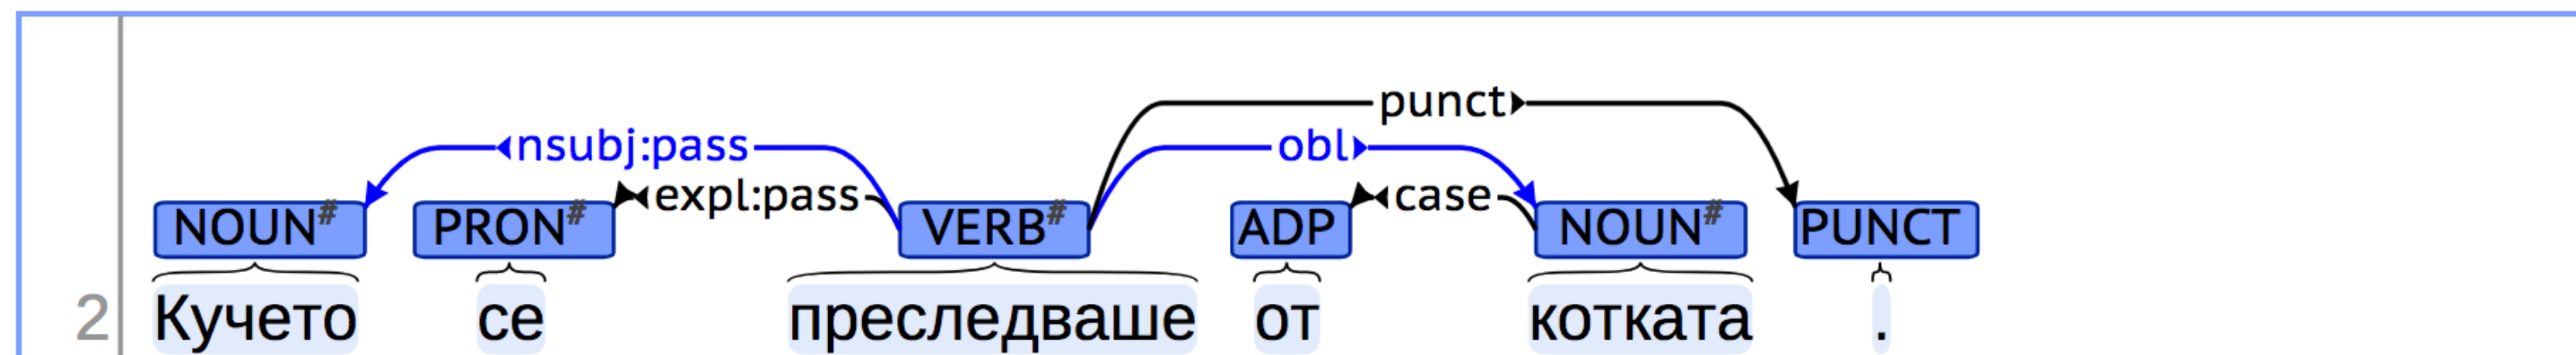 punct
nsubj:pass obl
expl:pass case
NOUN# PRON# VERB# ADP NOUN# PUNCT
2 Кучето се преследваше от котката .